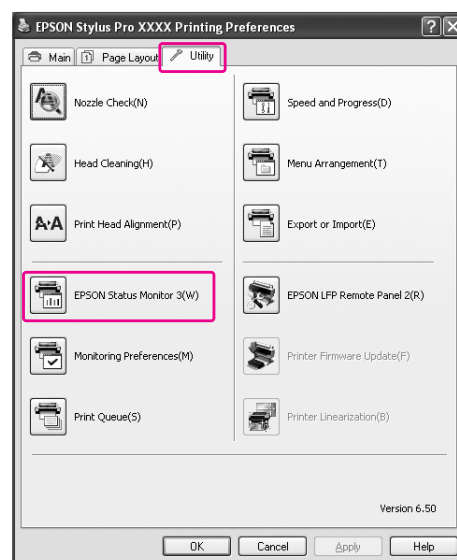 EPSON Stylus Pro XXXX Printing Preferences
Main Page Layout Utility
Nozzle Check(N)
Speed and Progress(D)
Head Cleaning(H)
Menu Arrangement(T)
A A Print Head Alignment(P)
Export or Import(E)
EPSON Status Monitor 3(W)
EPSON LFP Remote Panel 2(R)
Monitoring Preferences(M)
Printer Firmware Update(F)
Print Queue(S)
Printer Linearization(B)
Version 6.50
OK Cancel Apply Help